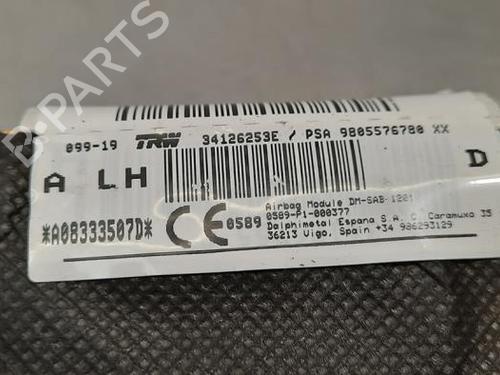 099-19 TRW 34126253E / PSA 9805576780 XX
A LH D
*A08333507D* CE 0589
Airbag Module DM-SAB-1201
0589-P1-000377
Dalphimetal Espana S A, C. Caramuxo 35
36213 Vigo, Spain +34 986293129
B-PARTS